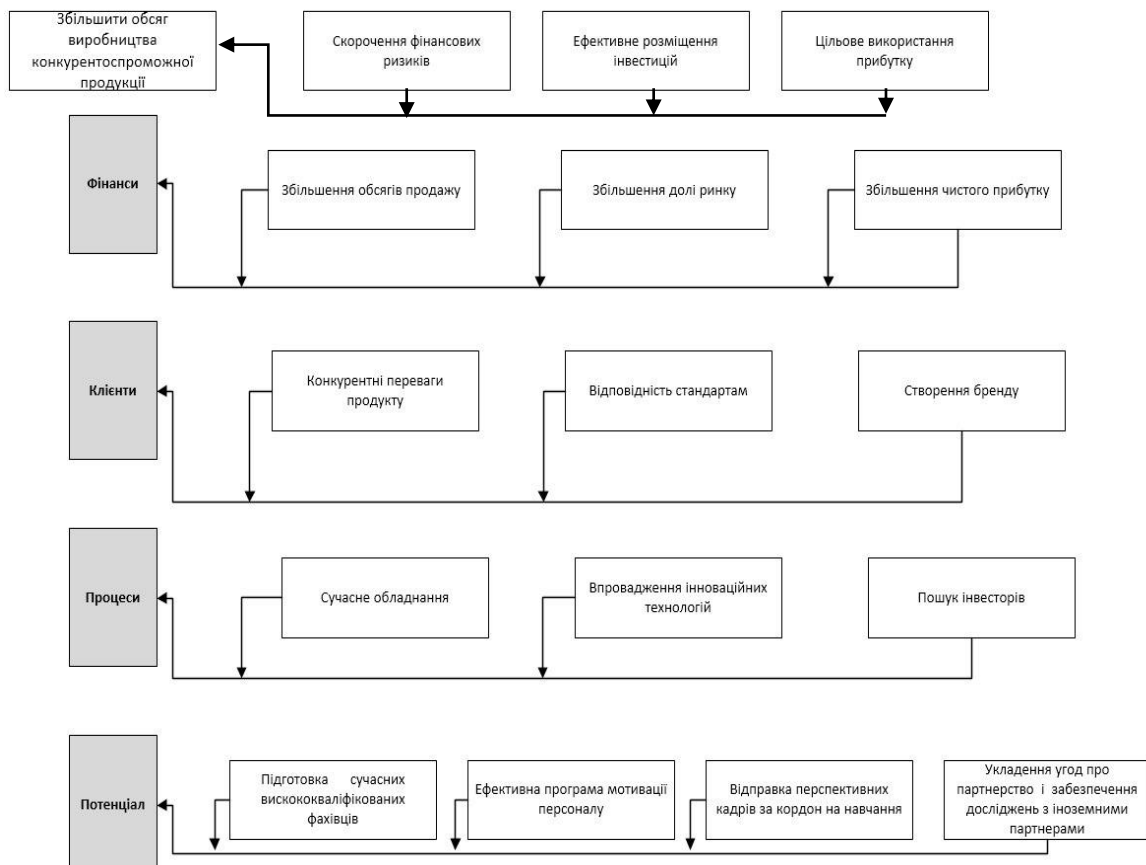 Збільшити обсяг
виробництва
конкурентоспроможної
продукції
Скорочення фінансових
ризиків
Ефективне розміщення
інвестицій
Цільове використання
прибутку
Фінанси
Збільшення обсягів продажу
Збільшення долі ринку
Збільшення чистого прибутку
Клієнти
Конкурентні переваги
продукту
Відповідність стандартам
Створення бренду
Процеси
Сучасне обладнання
Впровадження інноваційних
технологій
Пошук інвесторів
Потенціал
Підготовка сучасних
висококваліфікованих
фахівців
Ефективна програма мотивації
персоналу
Відправка перспективних
кадрів за кордон на навчання
Укладення угод про
партнерство і забезпечення
досліджень з іноземними
партнерами